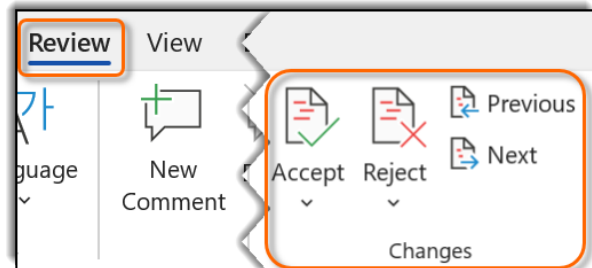 Review View
가
guage
New
Comment
Accept
Reject
Previous
Next
Changes